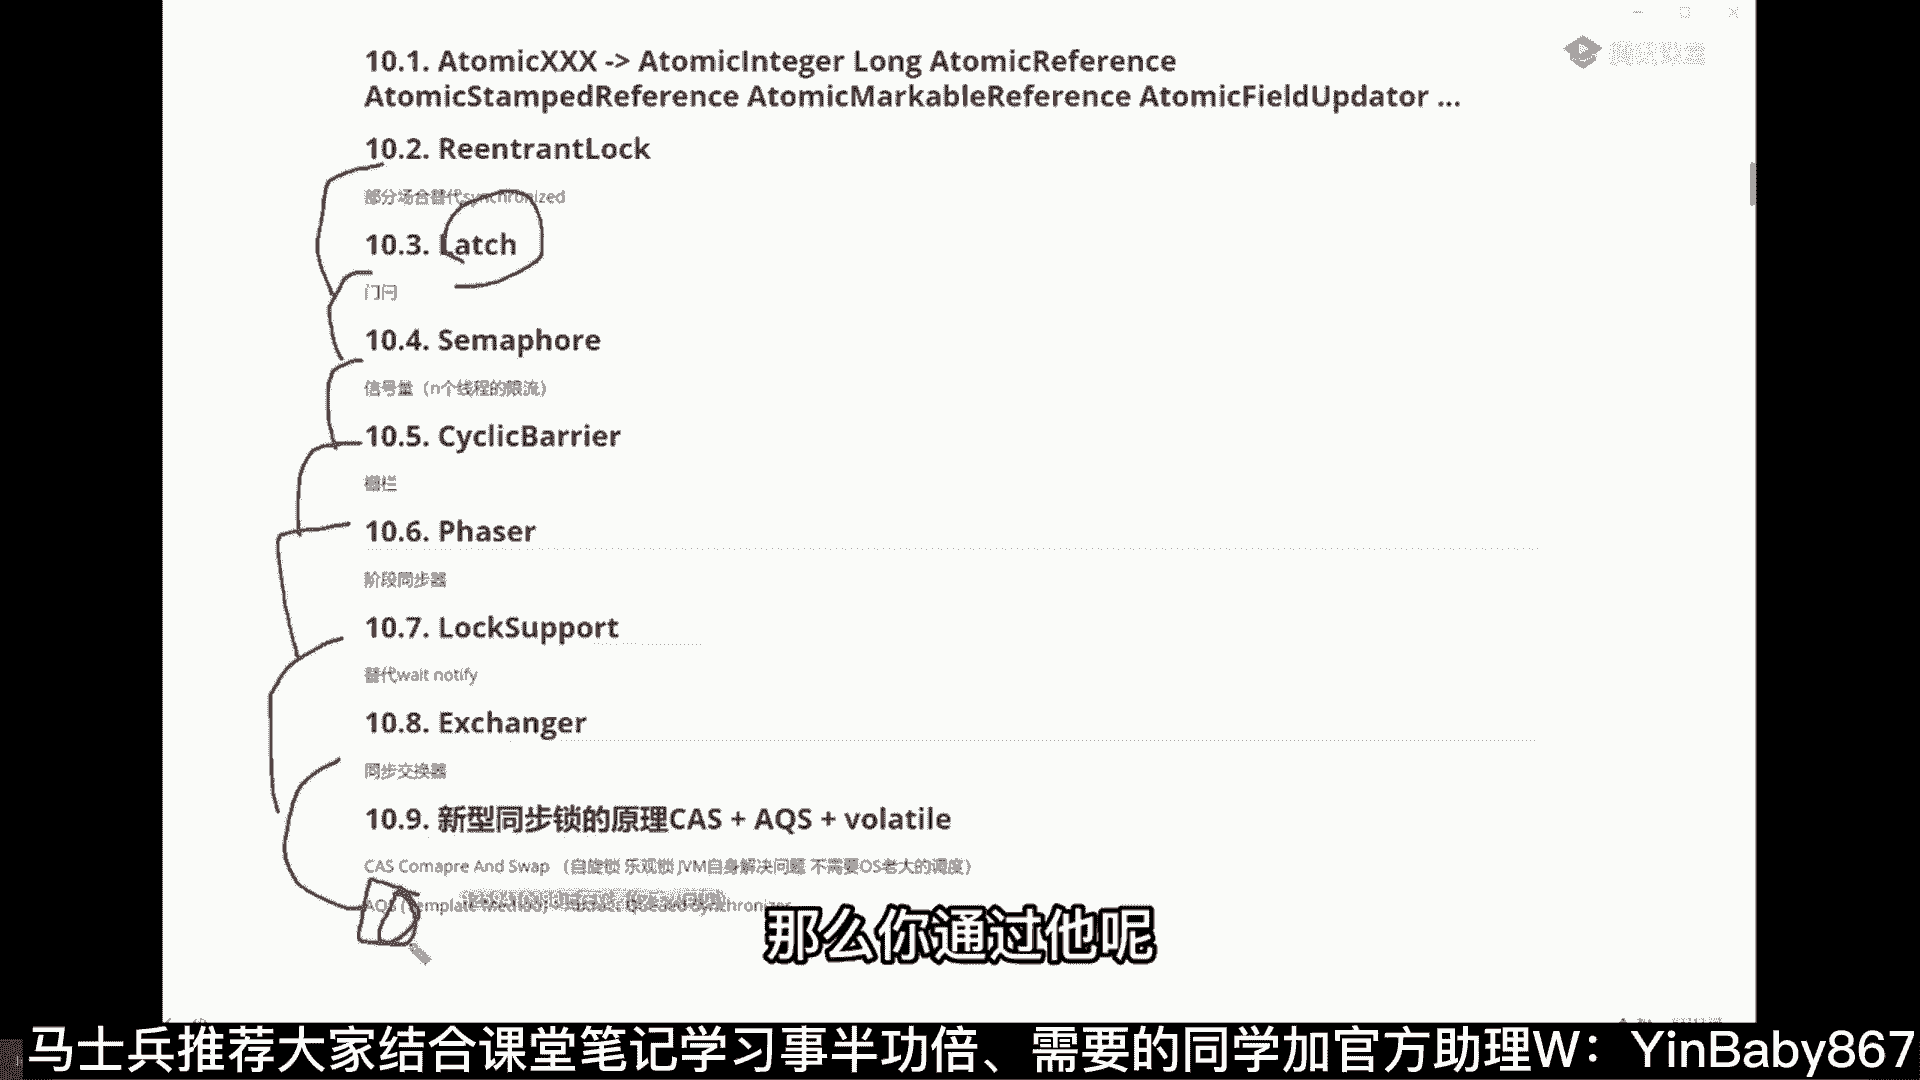 10.1. AtomicXXX -> AtomicInteger Long AtomicReference
AtomicStampedReference AtomicMarkableReference AtomicFieldUpdator ...
10.2. ReentrantLock
部分场合替代synchronized
10.3. Latch
门闩
10.4. Semaphore
信号量（n个线程的限流）
10.5. CyclicBarrier
栅栏
10.6. Phaser
阶段同步器
10.7. LockSupport
替代wait notify
10.8. Exchanger
同步交换器
10.9. 新型同步锁的原理CAS + AQS + volatile
CAS Comapre And Swap （自旋锁 乐观锁 JVM自身解决问题 不需要OS老大的调度）
AQS (Template Method)
那么你通过他呢
马士兵推荐大家结合课堂笔记学习事半功倍、需要的同学加官方助理W：YinBaby867